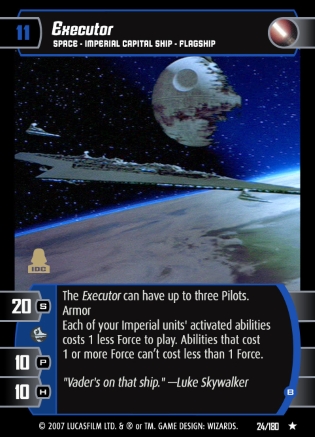 11
Executor
SPACE - IMPERIAL CAPITAL SHIP - FLAGSHIP
IGC
20 S
The Executor can have up to three Pilots.
Armor
Each of your Imperial units' activated abilities
costs 1 less Force to play. Abilities that cost
1 or more Force can't cost less than 1 Force.
10 P
10 H
"Vader's on that ship." —Luke Skywalker
B
© 2007 LUCASFILM LTD. & ® or TM. GAME DESIGN: WIZARDS. 24/180 ★